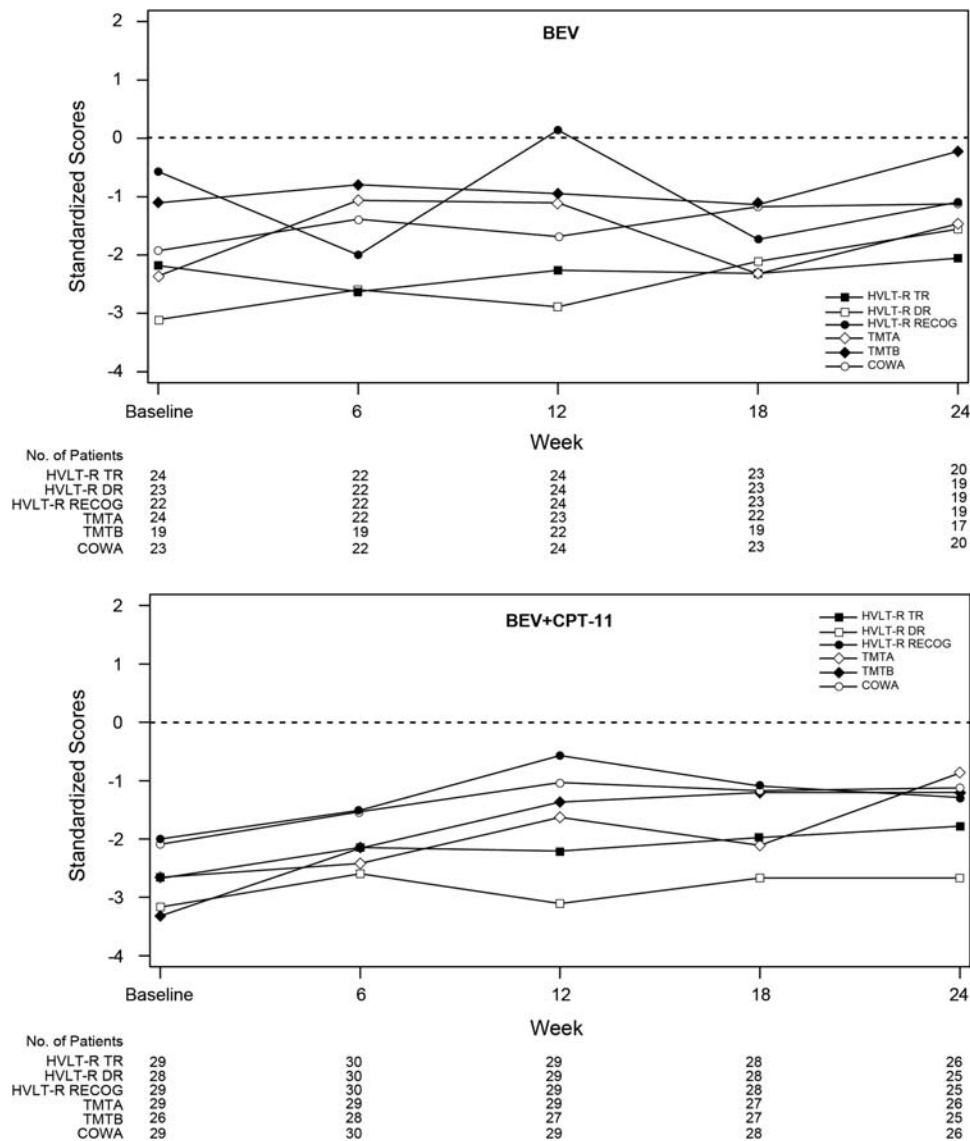 BEV
2
1
0
-1
-2
-3
-4
Standardized Scores
HVLT-R TR
HVLT-R DR
HVLT-R RECOG
TMTA
TMTB
COWA
Baseline 6 12 18 24
Week
No. of Patients
HVLT-R TR 24 22 24 23 20
HVLT-R DR 23 22 24 23 19
HVLT-R RECOG 22 22 24 23 19
TMTA 24 22 23 22 19
TMTB 19 19 22 19 17
COWA 23 22 24 23 20
BEV+CPT-11
2
1
0
-1
-2
-3
-4
Standardized Scores
HVLT-R TR
HVLT-R DR
HVLT-R RECOG
TMTA
TMTB
COWA
Baseline 6 12 18 24
Week
No. of Patients
HVLT-R TR 29 30 29 28 26
HVLT-R DR 28 30 29 28 25
HVLT-R RECOG 29 30 29 28 25
TMTA 29 29 29 27 26
TMTB 26 28 27 27 25
COWA 29 30 29 28 26